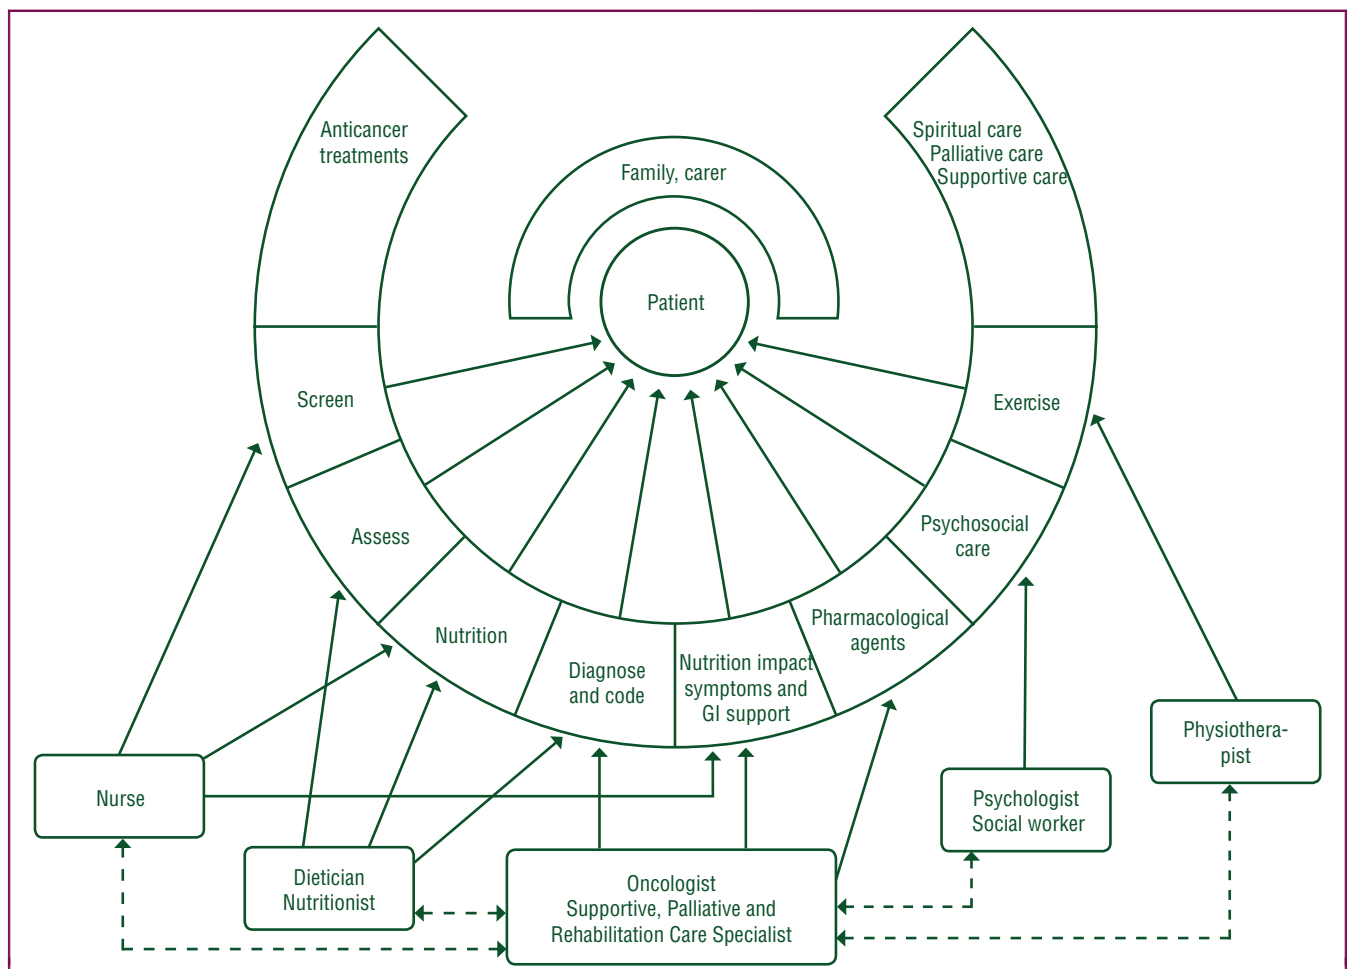 Anticancer
treatments
Family, carer
Spiritual care
Palliative care
Supportive care
Patient
Screen
Exercise
Assess
Psychosocial
care
Nutrition
Diagnose
and code
Nutrition impact
symptoms and
GI support
Pharmacological
agents
Nurse
Dietician
Nutritionist
Oncologist
Supportive, Palliative and
Rehabilitation Care Specialist
Psychologist
Social worker
Physiothera-
pist